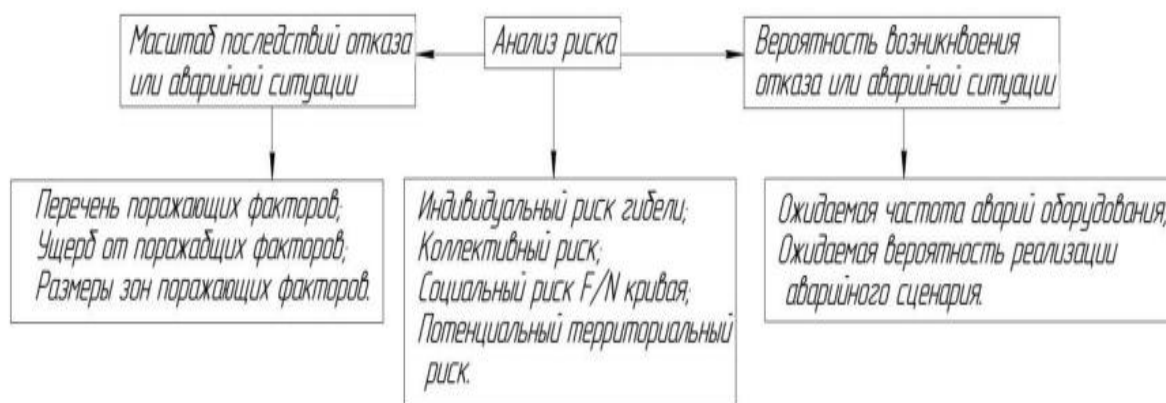 Масштаб последствий отказа
или аварийной ситуации
Анализ риска
Вероятность возникнвоения
отказа или аварийной ситуации
Перечень поражающих факторов;
Ущерб от поражабщих факторов;
Размеры зон поражающих факторов.
Индивидуальный риск гибели;
Коллективный риск;
Социальный риск F/N кривая;
Потенциальный территориальный
риск.
Ожидаемая частота аварий оборудования;
Ожидаемая вероятность реализации
аварийного сценария.